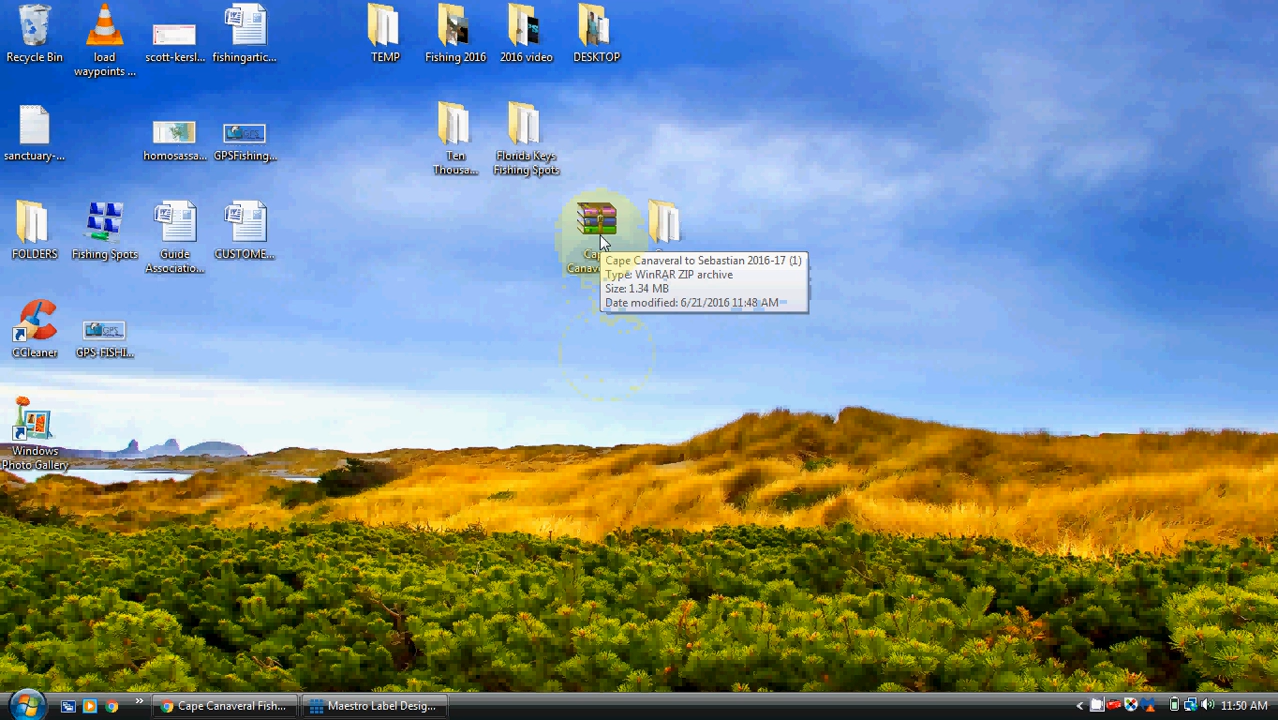 Recycle Bin
load
waypoints ...
scott-kersl...
fishingartic...
TEMP
Fishing 2016
2016 video
DESKTOP
sanctuary-...
homosassa...
GPSFishing...
Ten
Thousa...
Florida Keys
Fishing Spots
FOLDERS
Fishing Spots
Guide
Associatio...
CUSTOME...
Cape Canaveral to Sebastian 2016-17 (1)
Type: WinRAR ZIP archive
Size: 1.34 MB
Date modified: 6/21/2016 11:48 AM
CCleaner
GPS-FISHI...
Windows
Photo Gallery
Cape Canaveral Fish...
Maestro Label Desig...
11:50 AM